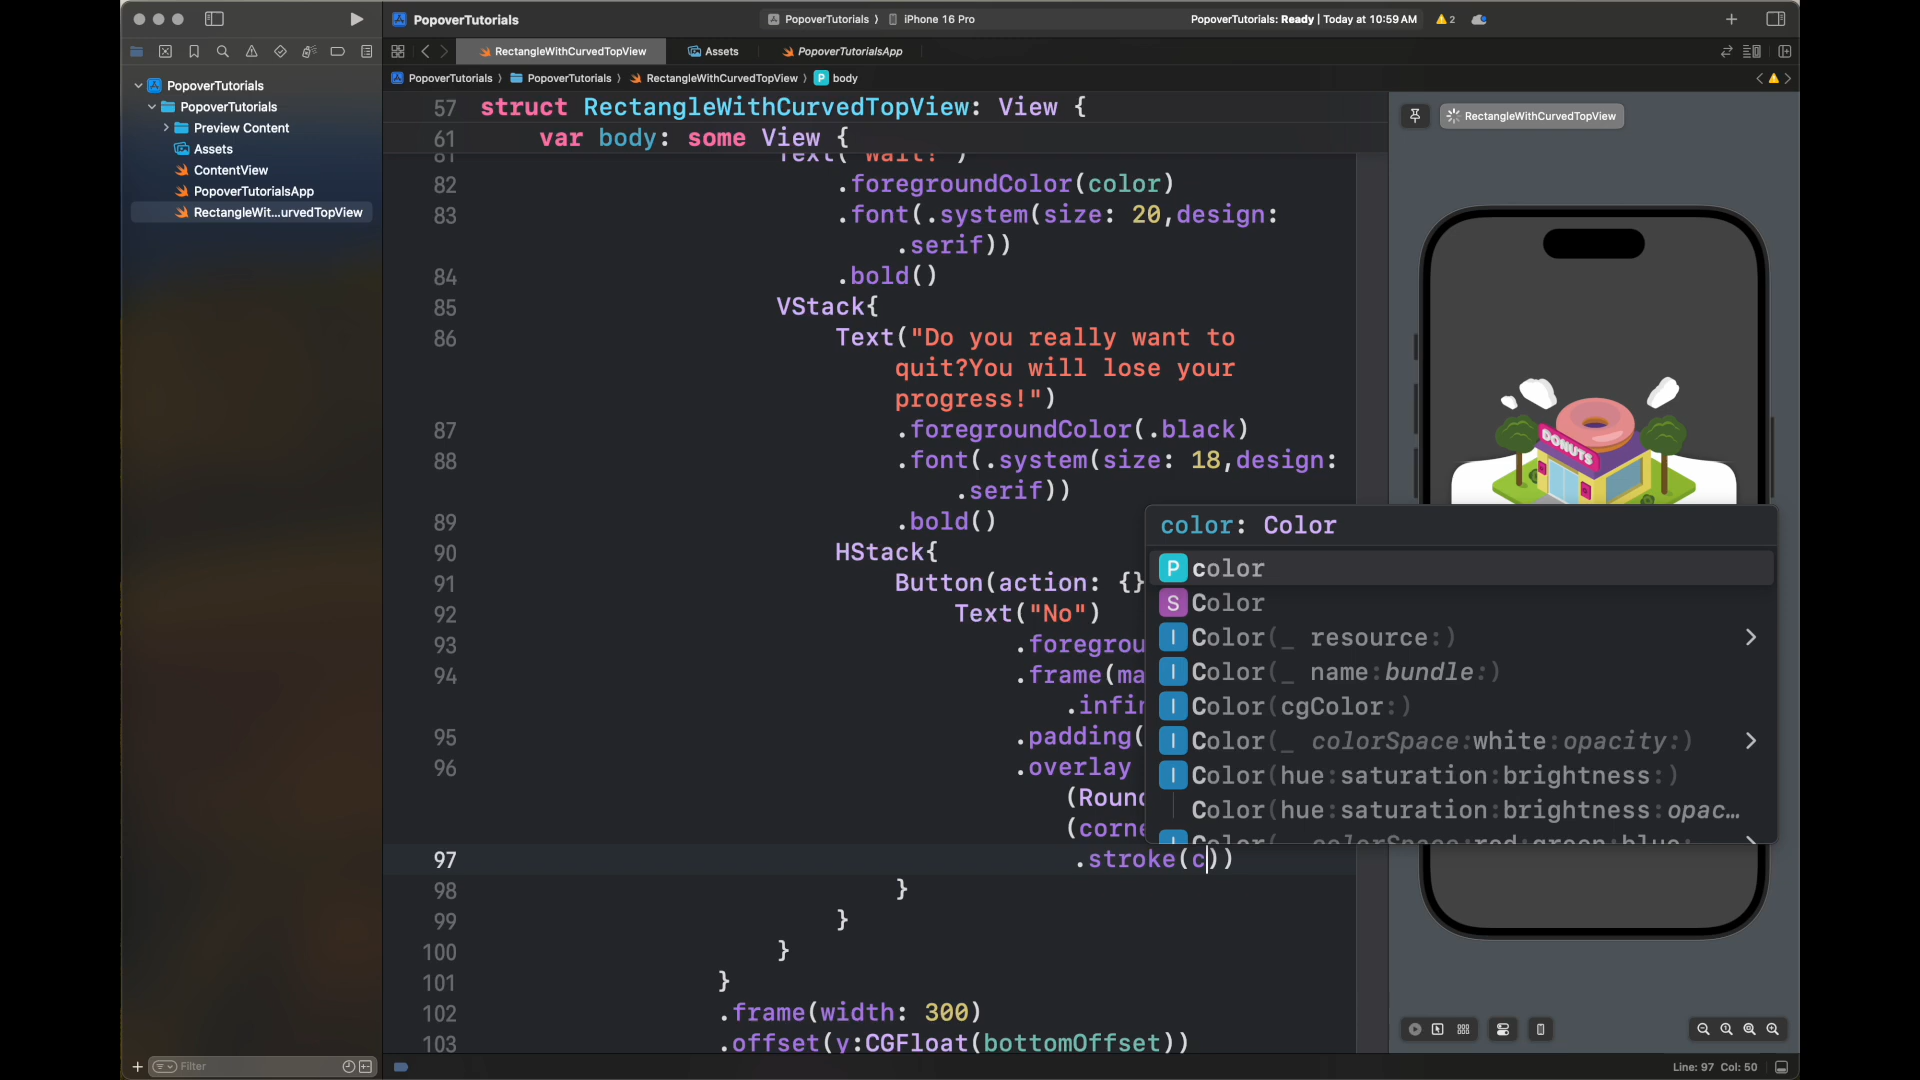 PopoverTutorials
PopoverTutorials 〉 iPhone 16 Pro
PopoverTutorials: Ready | Today at 10:59 AM
2
RectangleWithCurvedTopView
Assets
PopoverTutorialsApp
PopoverTutorials 〉 PopoverTutorials 〉 RectangleWithCurvedTopView 〉 P body
PopoverTutorials
PopoverTutorials
Preview Content
Assets
ContentView
PopoverTutorialsApp
RectangleWit...urvedTopView
57 struct RectangleWithCurvedTopView: View {
61 var body: some View {
81 Text("Wait!")
82 .foregroundColor(color)
83 .font(.system(size: 20,design:
.serif))
84 .bold()
85 VStack{
86 Text("Do you really want to
quit?You will lose your
progress!")
87 .foregroundColor(.black)
88 .font(.system(size: 18,design:
.serif))
89 .bold()
90 HStack{
91 Button(action: {}
92 Text("No")
93 .foregrou
94 .frame(ma
.infin
95 .padding(
96 .overlay
(Round
(corne
97 .stroke(c))
98 }
99 }
100 }
101 }
102 .frame(width: 300)
103 .offset(y:CGFloat(bottomOffset))
color: Color
P color
S Color
I Color(_ resource:)
I Color(_ name:bundle:)
I Color(cgColor:)
I Color(_ colorSpace:white:opacity:)
I Color(hue:saturation:brightness:)
Color(hue:saturation:brightness:opac…
I Color(_ colorSpace:red:green:blue:
RectangleWithCurvedTopView
DONUTS
Filter
Line: 97 Col: 50